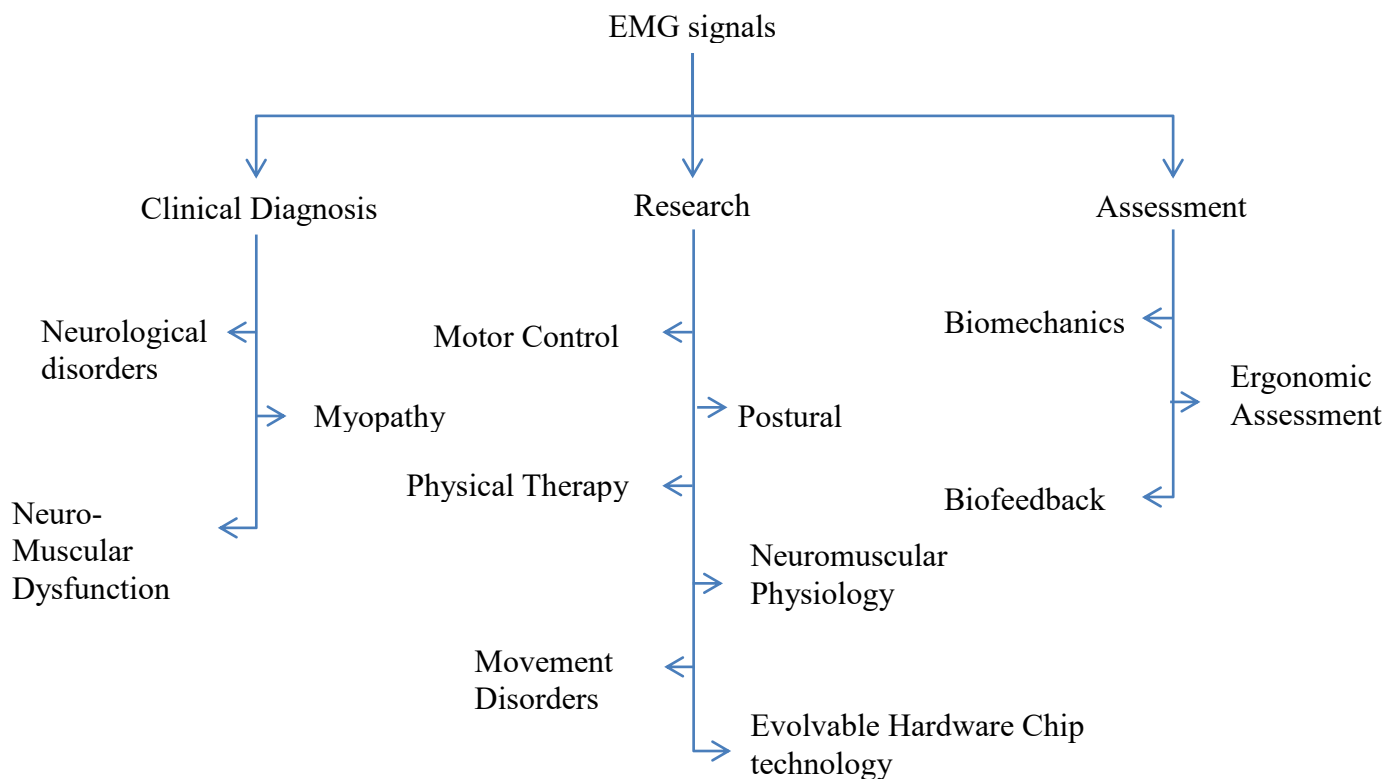 EMG signals
Clinical Diagnosis
Research
Assessment
Neurological
disorders
Myopathy
Neuro-
Muscular
Dysfunction
Motor Control
Postural
Physical Therapy
Neuromuscular
Physiology
Movement
Disorders
Evolvable Hardware Chip
technology
Biomechanics
Ergonomic
Assessment
Biofeedback